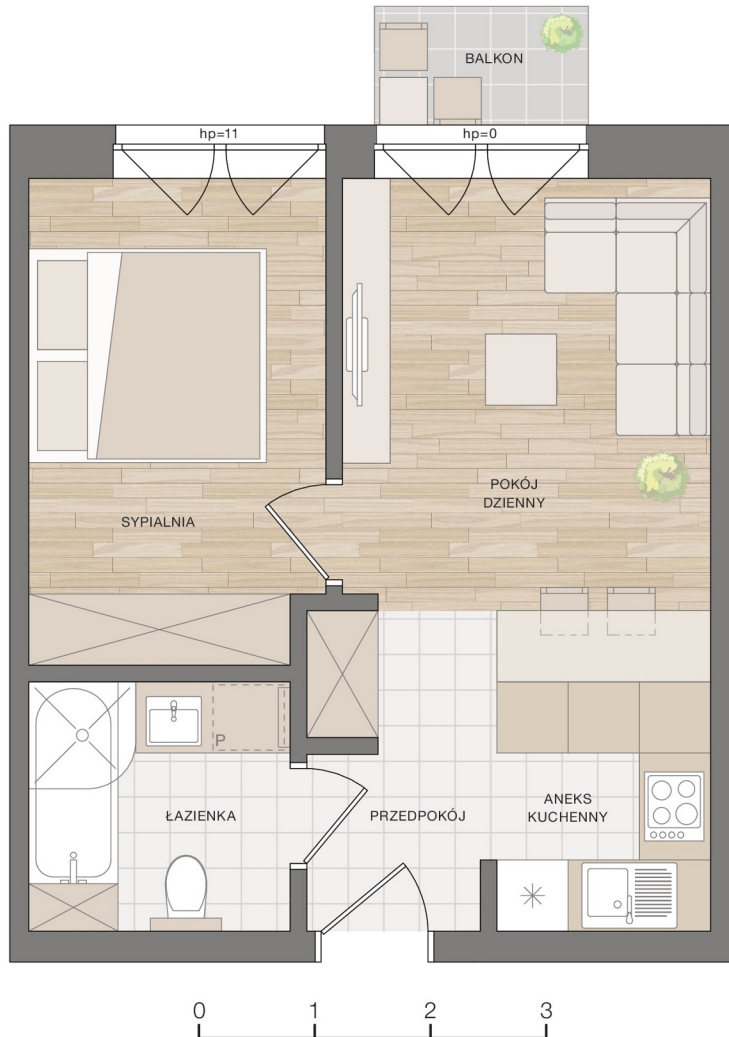 BALKON
hp=11
hp=0
POKÓJ
DZIENNY
SYPIALNIA
P
ŁAZIENKA
PRZEDPOKÓJ
ANEKS
KUCHENNY
0 1 2 3